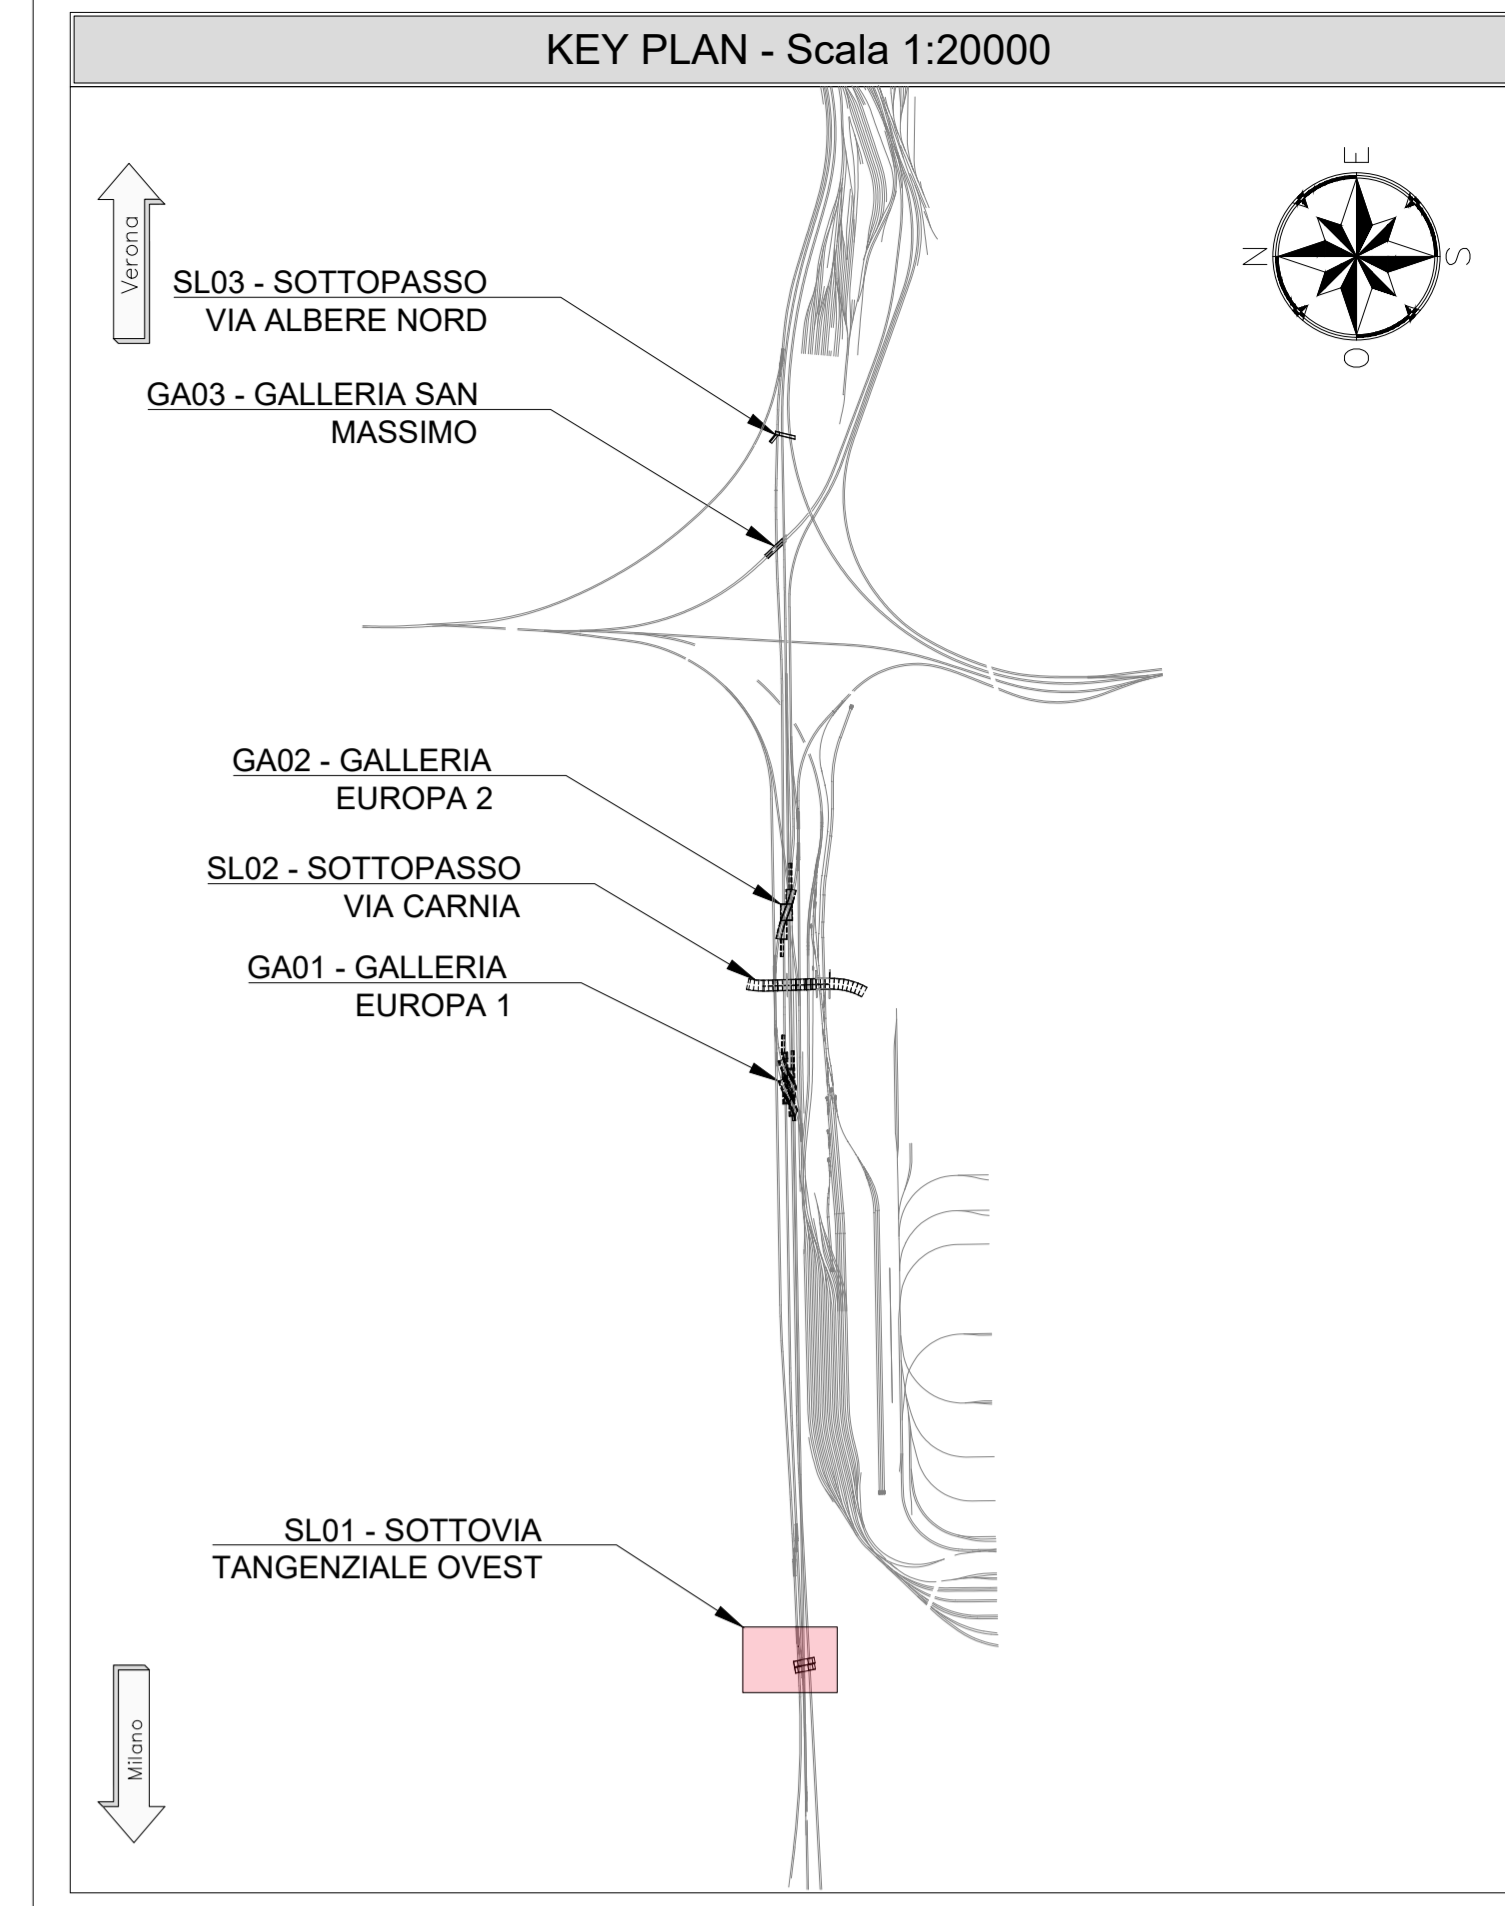 KEY PLAN - Scala 1:20000
E
Verona
N
S
SL03 - SOTTOPASSO
VIA ALBERE NORD
O
GA03 - GALLERIA SAN
MASSIMO
GA02 - GALLERIA
EUROPA 2
SL02 - SOTTOPASSO
VIA CARNIA
GA01 - GALLERIA
EUROPA 1
SL01 - SOTTOVIA
TANGENZIALE OVEST
Milano